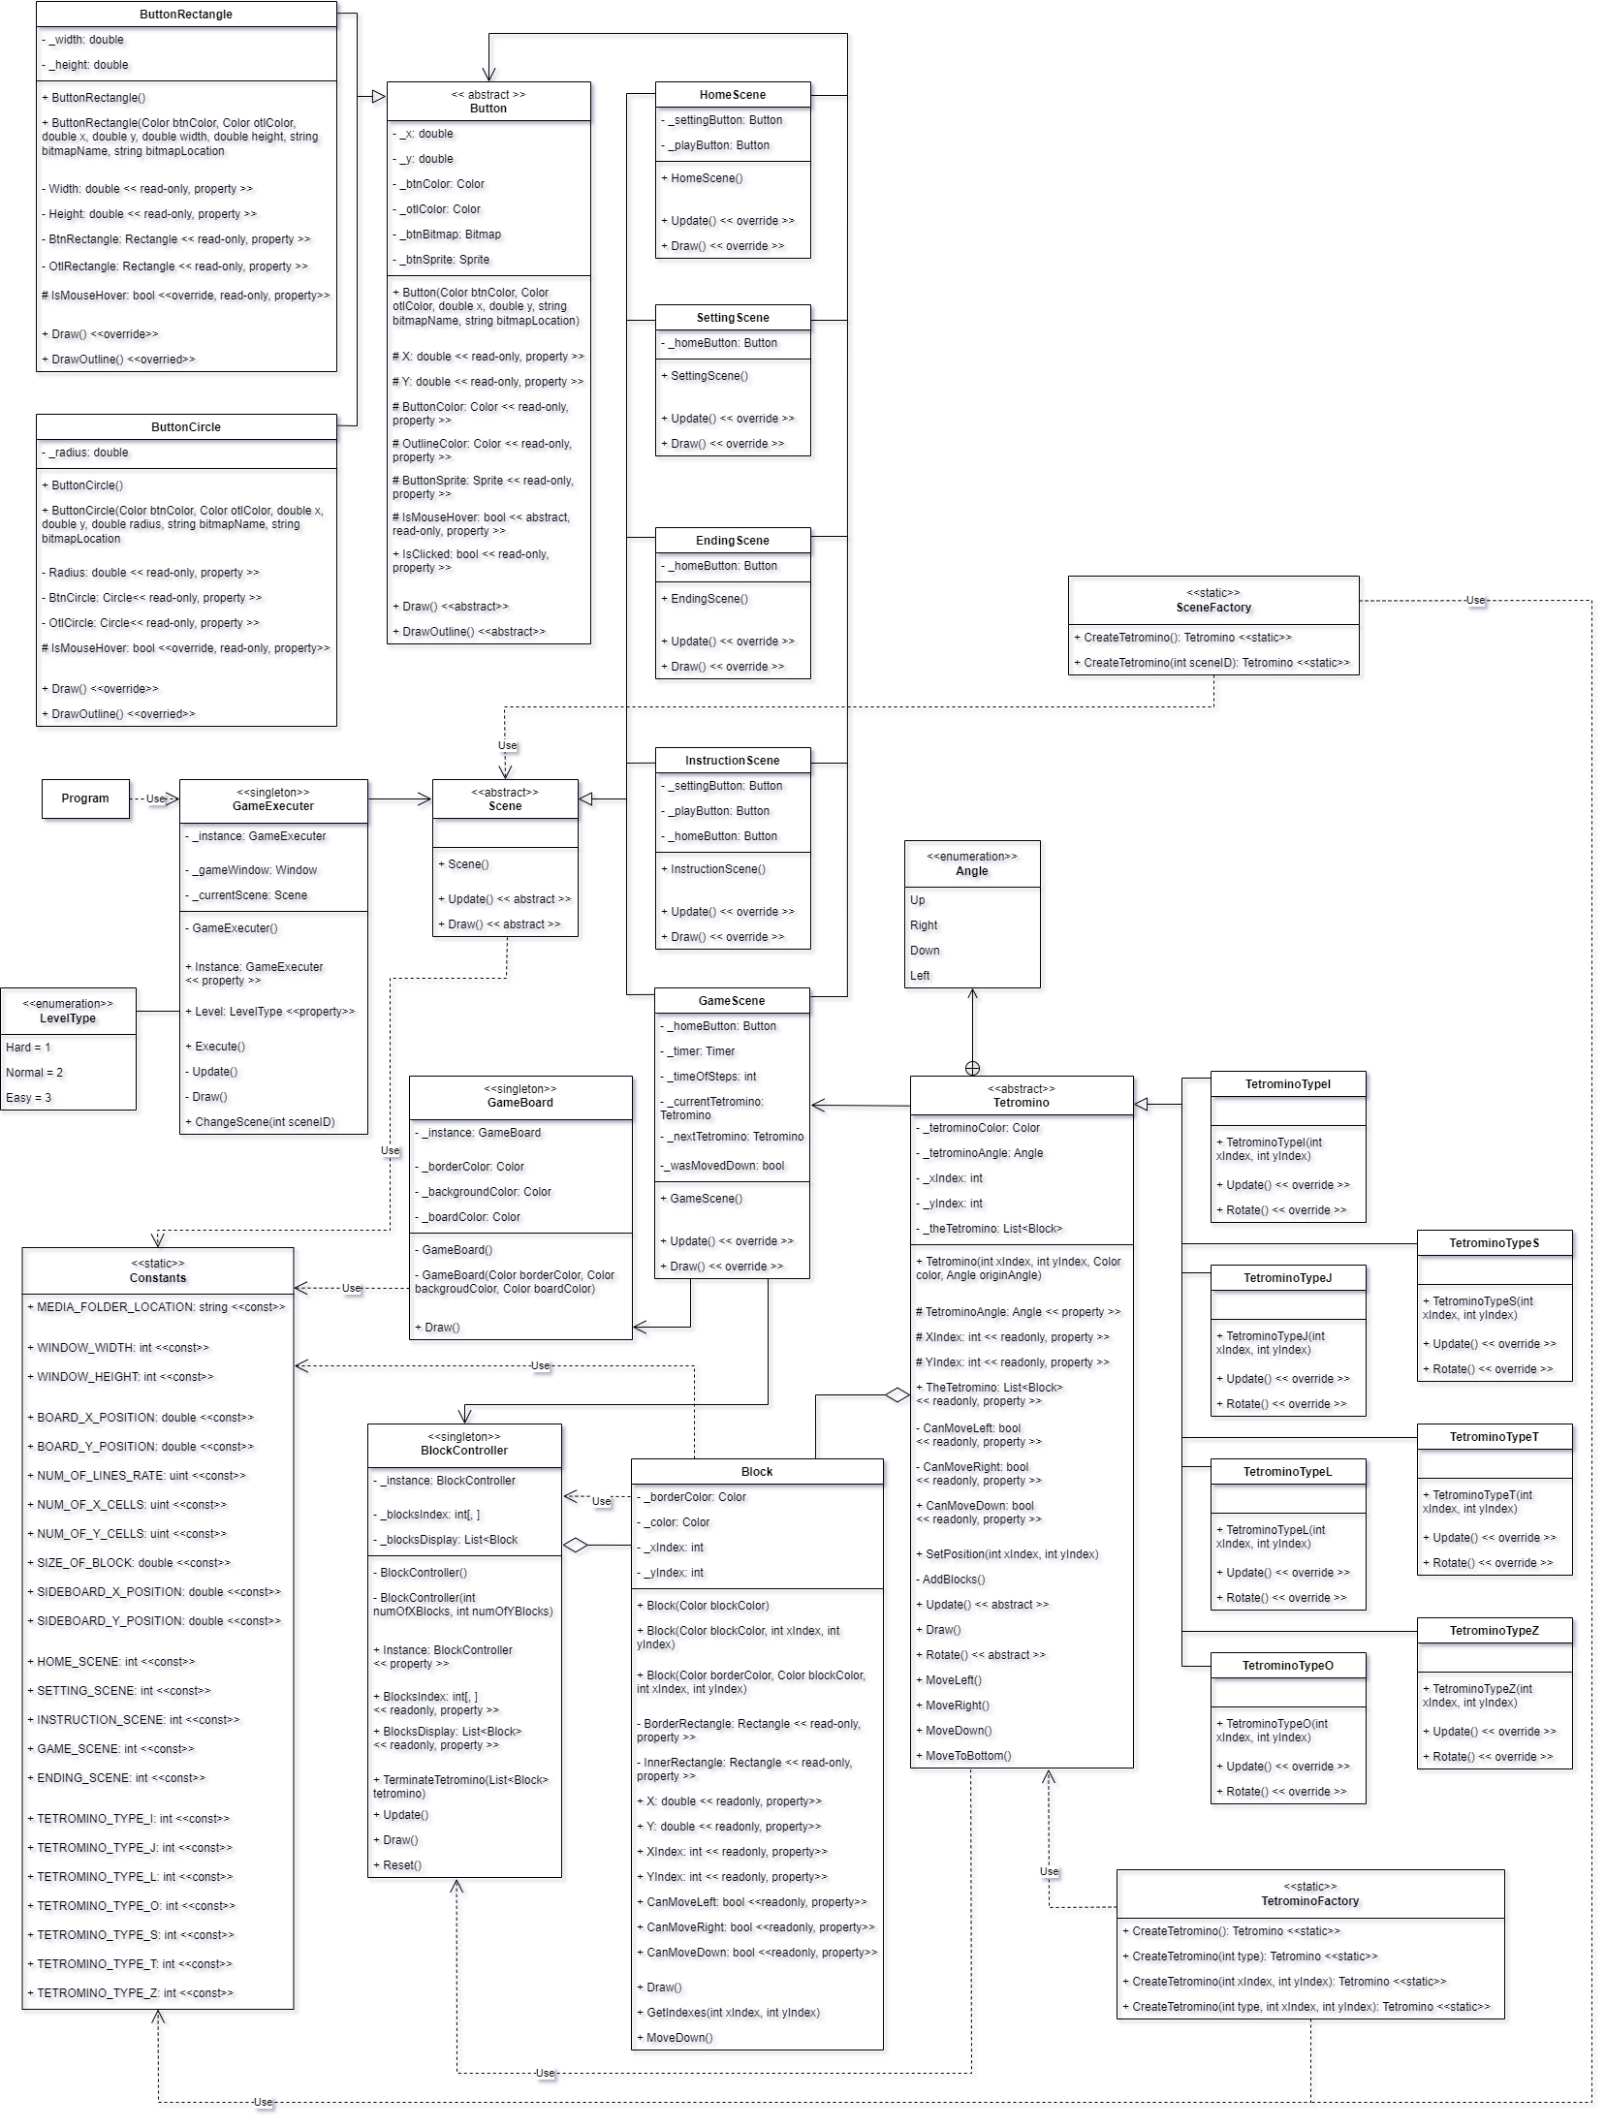 ButtonRectangle
- _width: double
- _height: double
+ ButtonRectangle()
+ ButtonRectangle(Color btnColor, Color otlColor,
double x, double y, double width, double height, string
bitmapName, string bitmapLocation
- Width: double << read-only, property >>
- Height: double << read-only, property >>
- BtnRectangle: Rectangle << read-only, property >>
- OtlRectangle: Rectangle << read-only, property >>
# IsMouseHover: bool <<override, read-only, property>>
+ Draw() <<override>>
+ DrawOutline() <<overried>>
ButtonCircle
- _radius: double
+ ButtonCircle()
+ ButtonCircle(Color btnColor, Color otlColor, double x,
double y, double radius, string bitmapName, string
bitmapLocation
- Radius: double << read-only, property >>
- BtnCircle: Circle<< read-only, property >>
- OtlCircle: Circle<< read-only, property >>
# IsMouseHover: bool <<override, read-only, property>>
+ Draw() <<override>>
+ DrawOutline() <<overried>>
<< abstract >>
Button
- _x: double
- _y: double
- _btnColor: Color
- _otlColor: Color
- _btnBitmap: Bitmap
- _btnSprite: Sprite
+ Button(Color btnColor, Color
otlColor, double x, double y, string
bitmapName, string bitmapLocation)
# X: double << read-only, property >>
# Y: double << read-only, property >>
# ButtonColor: Color << read-only,
property >>
# OutlineColor: Color << read-only,
property >>
# ButtonSprite: Sprite << read-only,
property >>
# IsMouseHover: bool << abstract,
read-only, property >>
+ IsClicked: bool << read-only,
property >>
+ Draw() <<abstract>>
+ DrawOutline() <<abstract>>
HomeScene
- _settingButton: Button
- _playButton: Button
+ HomeScene()
+ Update() << override >>
+ Draw() << override >>
SettingScene
- _homeButton: Button
+ SettingScene()
+ Update() << override >>
+ Draw() << override >>
EndingScene
- _homeButton: Button
+ EndingScene()
+ Update() << override >>
+ Draw() << override >>
<<static>>
SceneFactory
+ CreateTetromino(): Tetromino <<static>>
+ CreateTetromino(int sceneID): Tetromino <<static>>
Use
Use
InstructionScene
- _settingButton: Button
- _playButton: Button
- _homeButton: Button
+ InstructionScene()
+ Update() << override >>
+ Draw() << override >>
Program
Use
<<singleton>>
GameExecuter
- _instance: GameExecuter
- _gameWindow: Window
- _currentScene: Scene
- GameExecuter()
+ Instance: GameExecuter
<< property >>
+ Level: LevelType <<property>>
+ Execute()
- Update()
- Draw()
+ ChangeScene(int sceneID)
<<abstract>>
Scene
+ Scene()
+ Update() << abstract >>
+ Draw() << abstract >>
<<enumeration>>
LevelType
Hard = 1
Normal = 2
Easy = 3
<<enumeration>>
Angle
Up
Right
Down
Left
GameScene
- _homeButton: Button
- _timer: Timer
- _timeOfSteps: int
- _currentTetromino:
Tetromino
- _nextTetromino: Tetromino
-_wasMovedDown: bool
+ GameScene()
+ Update() << override >>
+ Draw() << override >>
<<singleton>>
GameBoard
- _instance: GameBoard
- _borderColor: Color
- _backgroundColor: Color
- _boardColor: Color
- GameBoard()
- GameBoard(Color borderColor, Color
backgroudColor, Color boardColor)
+ Draw()
Use
Use
Use
<<static>>
Constants
+ MEDIA_FOLDER_LOCATION: string <<const>>
+ WINDOW_WIDTH: int <<const>>
+ WINDOW_HEIGHT: int <<const>>
+ BOARD_X_POSITION: double <<const>>
+ BOARD_Y_POSITION: double <<const>>
+ NUM_OF_LINES_RATE: uint <<const>>
+ NUM_OF_X_CELLS: uint <<const>>
+ NUM_OF_Y_CELLS: uint <<const>>
+ SIZE_OF_BLOCK: double <<const>>
+ SIDEBOARD_X_POSITION: double <<const>>
+ SIDEBOARD_Y_POSITION: double <<const>>
+ HOME_SCENE: int <<const>>
+ SETTING_SCENE: int <<const>>
+ INSTRUCTION_SCENE: int <<const>>
+ GAME_SCENE: int <<const>>
+ ENDING_SCENE: int <<const>>
+ TETROMINO_TYPE_I: int <<const>>
+ TETROMINO_TYPE_J: int <<const>>
+ TETROMINO_TYPE_L: int <<const>>
+ TETROMINO_TYPE_O: int <<const>>
+ TETROMINO_TYPE_S: int <<const>>
+ TETROMINO_TYPE_T: int <<const>>
+ TETROMINO_TYPE_Z: int <<const>>
<<singleton>>
BlockController
- _instance: BlockController
- _blocksIndex: int[, ]
- _blocksDisplay: List<Block
- BlockController()
- BlockController(int
numOfXBlocks, int numOfYBlocks)
+ Instance: BlockController
<< property >>
+ BlocksIndex: int[, ]
<< readonly, property >>
+ BlocksDisplay: List<Block>
<< readonly, property >>
+ TerminateTetromino(List<Block>
tetromino)
+ Update()
+ Draw()
+ Reset()
Use
Block
- _borderColor: Color
- _color: Color
- _xIndex: int
- _yIndex: int
+ Block(Color blockColor)
+ Block(Color blockColor, int xIndex, int
yIndex)
+ Block(Color borderColor, Color blockColor,
int xIndex, int yIndex)
- BorderRectangle: Rectangle << read-only,
property >>
- InnerRectangle: Rectangle << read-only,
property >>
+ X: double << readonly, property>>
+ Y: double << readonly, property>>
+ XIndex: int << readonly, property>>
+ YIndex: int << readonly, property>>
+ CanMoveLeft: bool <<readonly, property>>
+ CanMoveRight: bool <<readonly, property>>
+ CanMoveDown: bool <<readonly, property>>
+ Draw()
+ GetIndexes(int xIndex, int yIndex)
+ MoveDown()
<<abstract>>
Tetromino
- _tetrominoColor: Color
- _tetrominoAngle: Angle
- _xIndex: int
- _yIndex: int
- _theTetromino: List<Block>
+ Tetromino(int xIndex, int yIndex, Color
color, Angle originAngle)
# TetrominoAngle: Angle << property >>
# XIndex: int << readonly, property >>
# YIndex: int << readonly, property >>
+ TheTetromino: List<Block>
<< readonly, property >>
- CanMoveLeft: bool
<< readonly, property >>
- CanMoveRight: bool
<< readonly, property >>
+ CanMoveDown: bool
<< readonly, property >>
+ SetPosition(int xIndex, int yIndex)
- AddBlocks()
+ Update() << abstract >>
+ Draw()
+ Rotate() << abstract >>
+ MoveLeft()
+ MoveRight()
+ MoveDown()
+ MoveToBottom()
TetrominoTypeI
+ TetrominoTypeI(int
xIndex, int yIndex)
+ Update() << override >>
+ Rotate() << override >>
TetrominoTypeS
+ TetrominoTypeS(int
xIndex, int yIndex)
+ Update() << override >>
+ Rotate() << override >>
TetrominoTypeJ
+ TetrominoTypeJ(int
xIndex, int yIndex)
+ Update() << override >>
+ Rotate() << override >>
TetrominoTypeT
+ TetrominoTypeT(int
xIndex, int yIndex)
+ Update() << override >>
+ Rotate() << override >>
TetrominoTypeL
+ TetrominoTypeL(int
xIndex, int yIndex)
+ Update() << override >>
+ Rotate() << override >>
TetrominoTypeZ
+ TetrominoTypeZ(int
xIndex, int yIndex)
+ Update() << override >>
+ Rotate() << override >>
TetrominoTypeO
+ TetrominoTypeO(int
xIndex, int yIndex)
+ Update() << override >>
+ Rotate() << override >>
Use
<<static>>
TetrominoFactory
+ CreateTetromino(): Tetromino <<static>>
+ CreateTetromino(int type): Tetromino <<static>>
+ CreateTetromino(int xIndex, int yIndex): Tetromino <<static>>
+ CreateTetromino(int type, int xIndex, int yIndex): Tetromino <<static>>
Use
Use